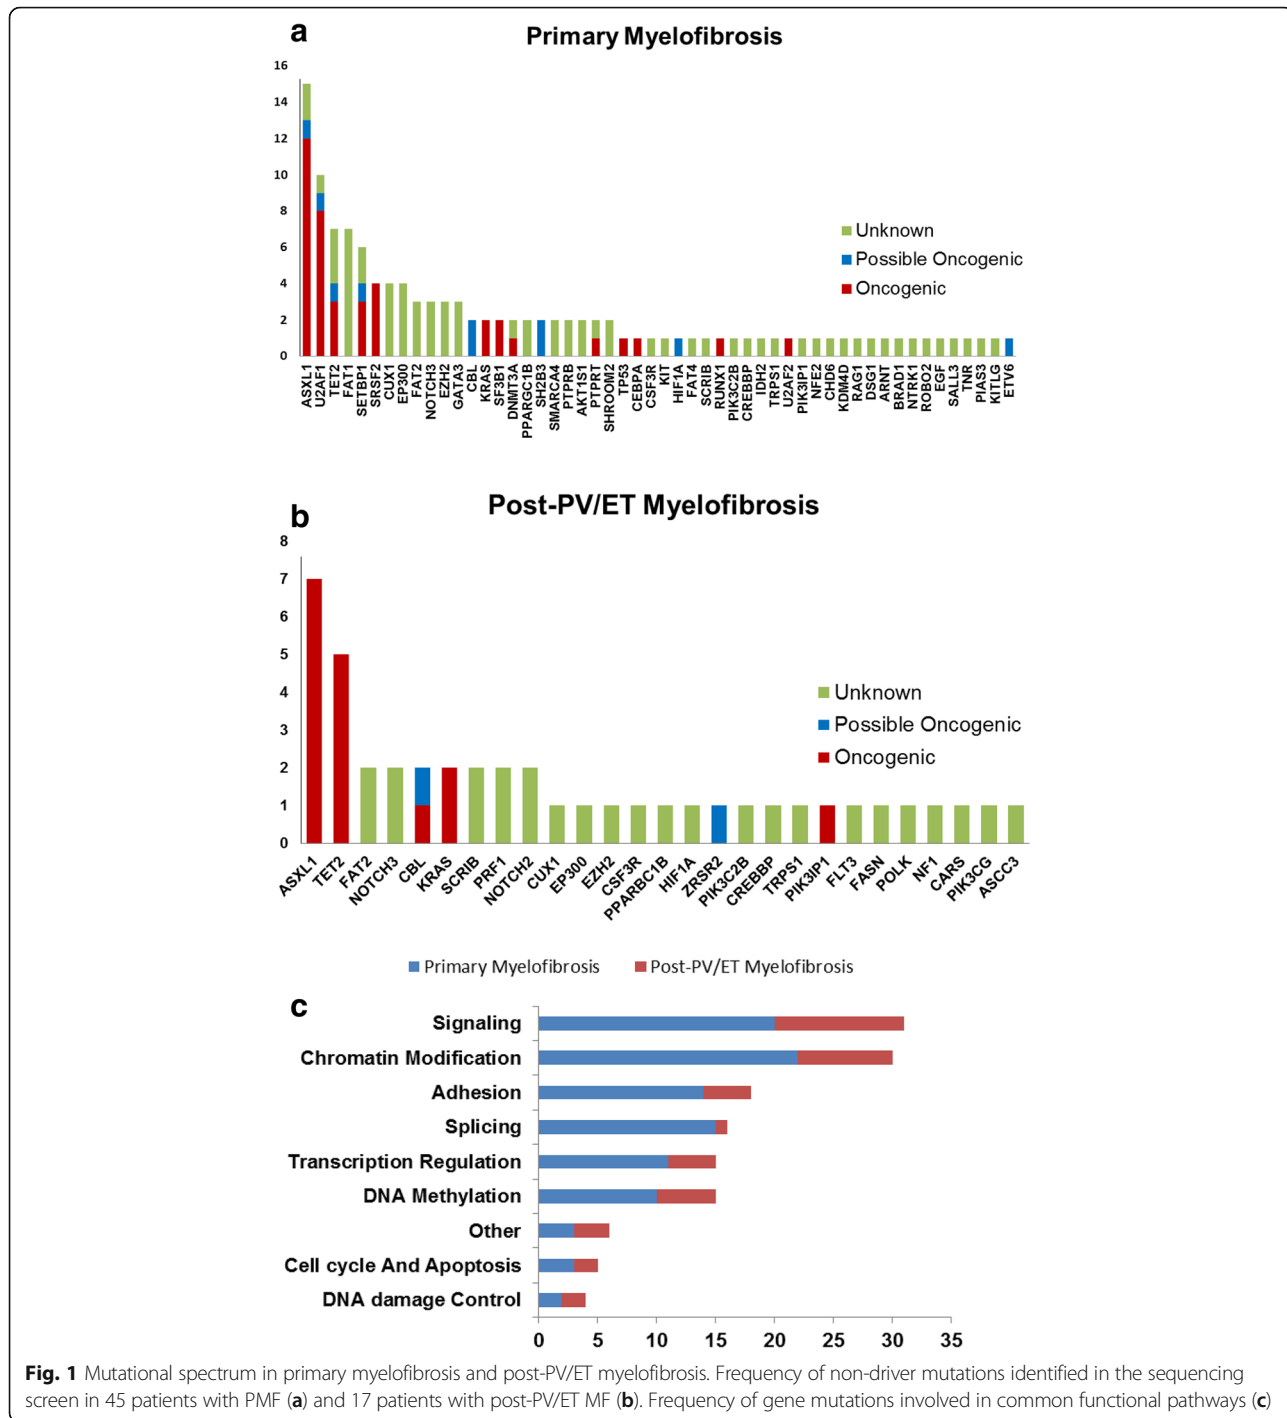 a
Primary Myelofibrosis
16
14
12
10
8
6
4
2
0
Unknown
Possible Oncogenic
Oncogenic
ASXL1
U2AF1
TET2
FAT1
SETBP1
SRSF2
CUX1
EP300
FAT2
NOTCH3
EZH2
GATA3
CBL
KRAS
SF3B1
DNMT3A
PPARGC1B
SH2B3
SMARCA4
PTPRB
AKT1S1
PTPRT
SHROOM2
TP53
CEBPA
CSF3R
KIT
HIF1A
FAT4
SCRIB
RUNX1
PIK3C2B
CREBBP
IDH2
TRPS1
U2AF2
PIK3IP1
NFE2
CHD6
KDM4D
RAG1
DSG1
ARNT
BRAD1
NTRK1
ROBO2
EGF
SALL3
TNR
PIAS3
KITLG
ETV6
b
Post-PV/ET Myelofibrosis
8
7
6
5
4
3
2
1
0
Unknown
Possible Oncogenic
Oncogenic
ASXL1
TET2
FAT2
NOTCH3
CBL
KRAS
SCRIB
PRF1
NOTCH2
CUX1
EP300
EZH2
CSF3R
PPARBC1B
HIF1A
ZRSR2
PIK3C2B
CREBBP
TRPS1
PIK3IP1
FLT3
FASN
POLK
NF1
CARS
PIK3CG
ASCC3
Primary Myelofibrosis Post-PV/ET Myelofibrosis
c
Signaling
Chromatin Modification
Adhesion
Splicing
Transcription Regulation
DNA Methylation
Other
Cell cycle And Apoptosis
DNA damage Control
0 5 10 15 20 25 30 35
Fig. 1 Mutational spectrum in primary myelofibrosis and post-PV/ET myelofibrosis. Frequency of non-driver mutations identified in the sequencing
screen in 45 patients with PMF (a) and 17 patients with post-PV/ET MF (b). Frequency of gene mutations involved in common functional pathways (c)